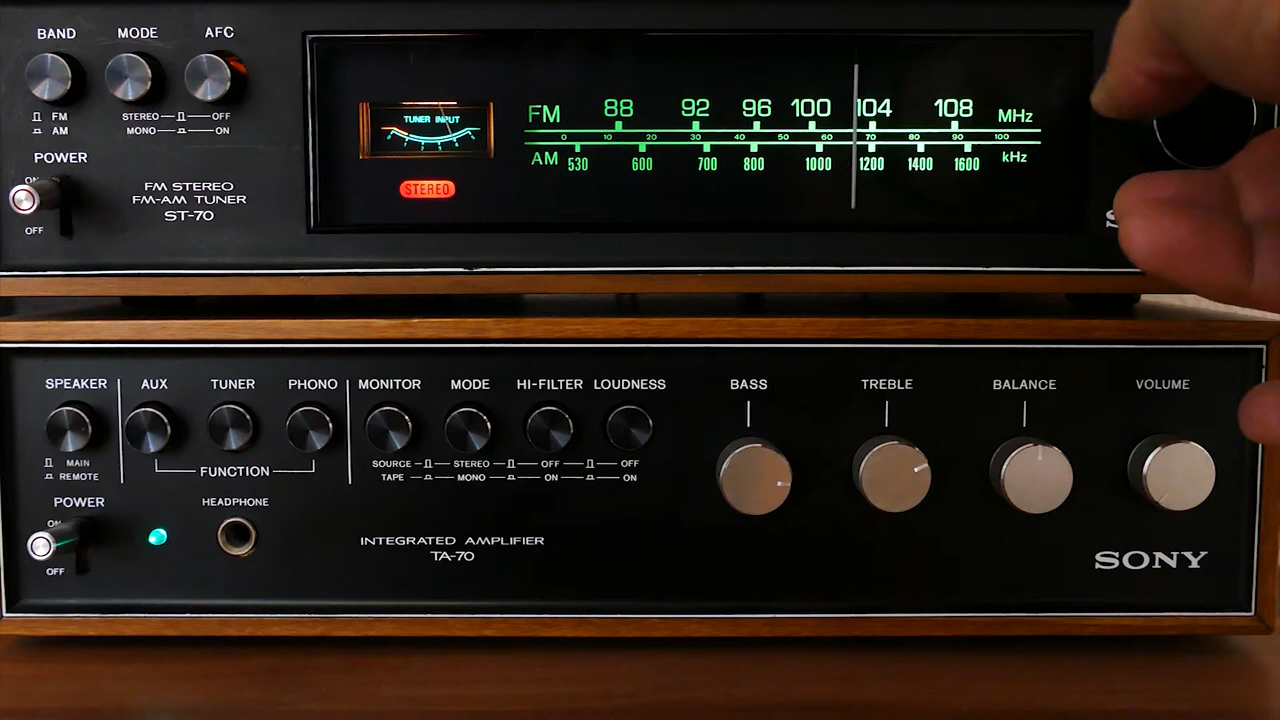 BAND MODE AFC
FM STEREO OFF
AM MONO ON
POWER
ON
OFF
FM STEREO
FM-AM TUNER
ST-70
TUNER INPUT
STEREO
FM 88 92 96 100 104 108 MHz
0 10 20 30 40 50 60 70 80 90 100
AM 530 600 700 800 1000 1200 1400 1600 kHz
S
SPEAKER AUX TUNER PHONO MONITOR MODE HI-FILTER LOUDNESS BASS TREBLE BALANCE VOLUME
MAIN SOURCE STEREO OFF OFF
REMOTE FUNCTION TAPE MONO ON ON
POWER HEADPHONE
ON
OFF
INTEGRATED AMPLIFIER
TA-70
SONY